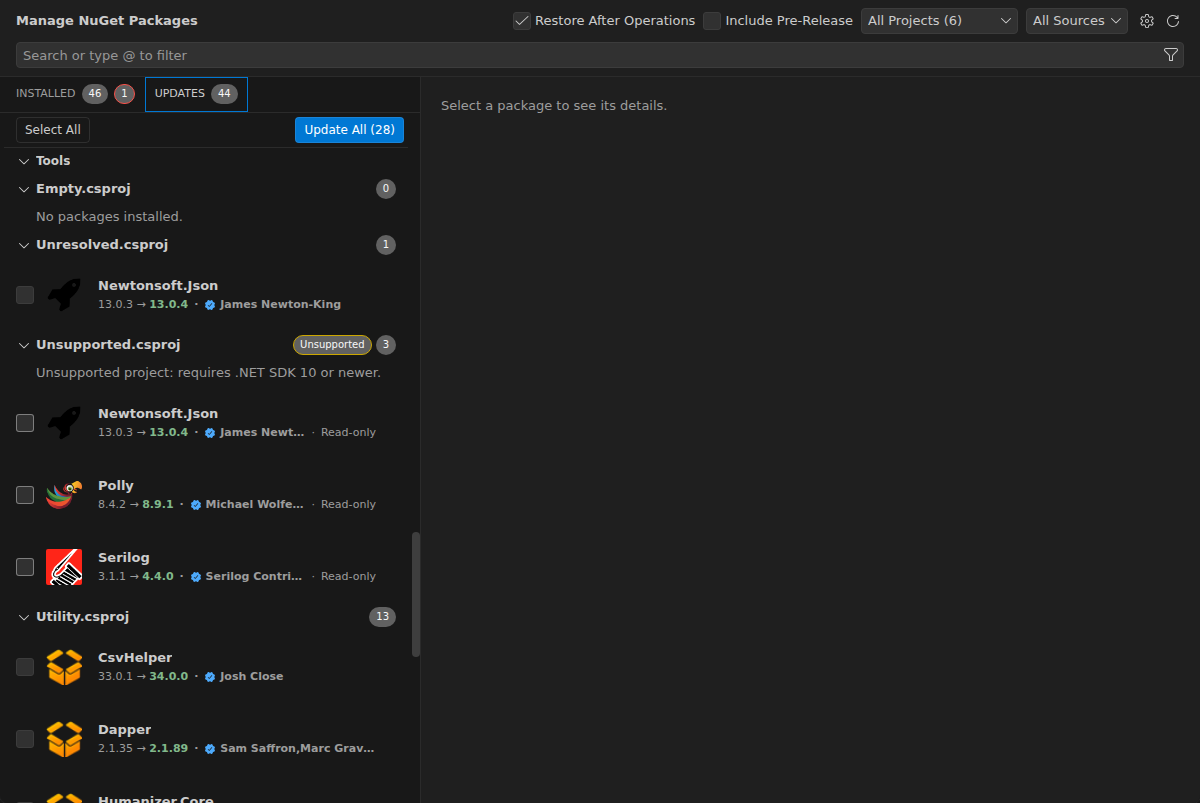 Manage NuGet Packages
Restore After Operations
Include Pre-Release
All Projects (6)
All Sources
Search or type @ to filter
INSTALLED 46 1
UPDATES 44
Select All
Update All (28)
Select a package to see its details.
Tools
Empty.csproj 0
No packages installed.
Unresolved.csproj 1
Newtonsoft.Json
13.0.3 → 13.0.4 · James Newton-King
Unsupported.csproj Unsupported 3
Unsupported project: requires .NET SDK 10 or newer.
Newtonsoft.Json
13.0.3 → 13.0.4 · James Newt… · Read-only
Polly
8.4.2 → 8.9.1 · Michael Wolfe… · Read-only
Serilog
3.1.1 → 4.4.0 · Serilog Contri… · Read-only
Utility.csproj 13
CsvHelper
33.0.1 → 34.0.0 · Josh Close
Dapper
2.1.35 → 2.1.89 · Sam Saffron,Marc Grav…
Humanizer.Core